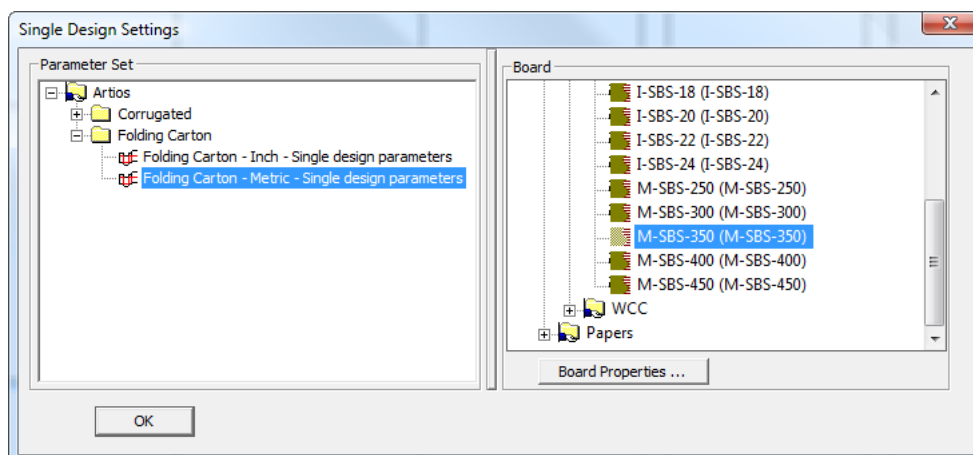 Single Design Settings
Parameter Set
Artios
Corrugated
Folding Carton
Folding Carton - Inch - Single design parameters
Folding Carton - Metric - Single design parameters
Board
I-SBS-18 (I-SBS-18)
I-SBS-20 (I-SBS-20)
I-SBS-22 (I-SBS-22)
I-SBS-24 (I-SBS-24)
M-SBS-250 (M-SBS-250)
M-SBS-300 (M-SBS-300)
M-SBS-350 (M-SBS-350)
M-SBS-400 (M-SBS-400)
M-SBS-450 (M-SBS-450)
WCC
Papers
Board Properties ...
OK